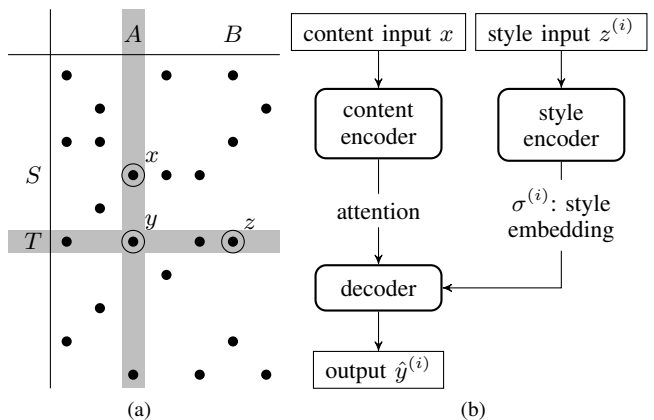 A B
S
T
x
y z
(a)
content input x
style input z^{(i)}
content
encoder
style
encoder
attention
σ^{(i)}: style
embedding
decoder
output ŷ^{(i)}
(b)